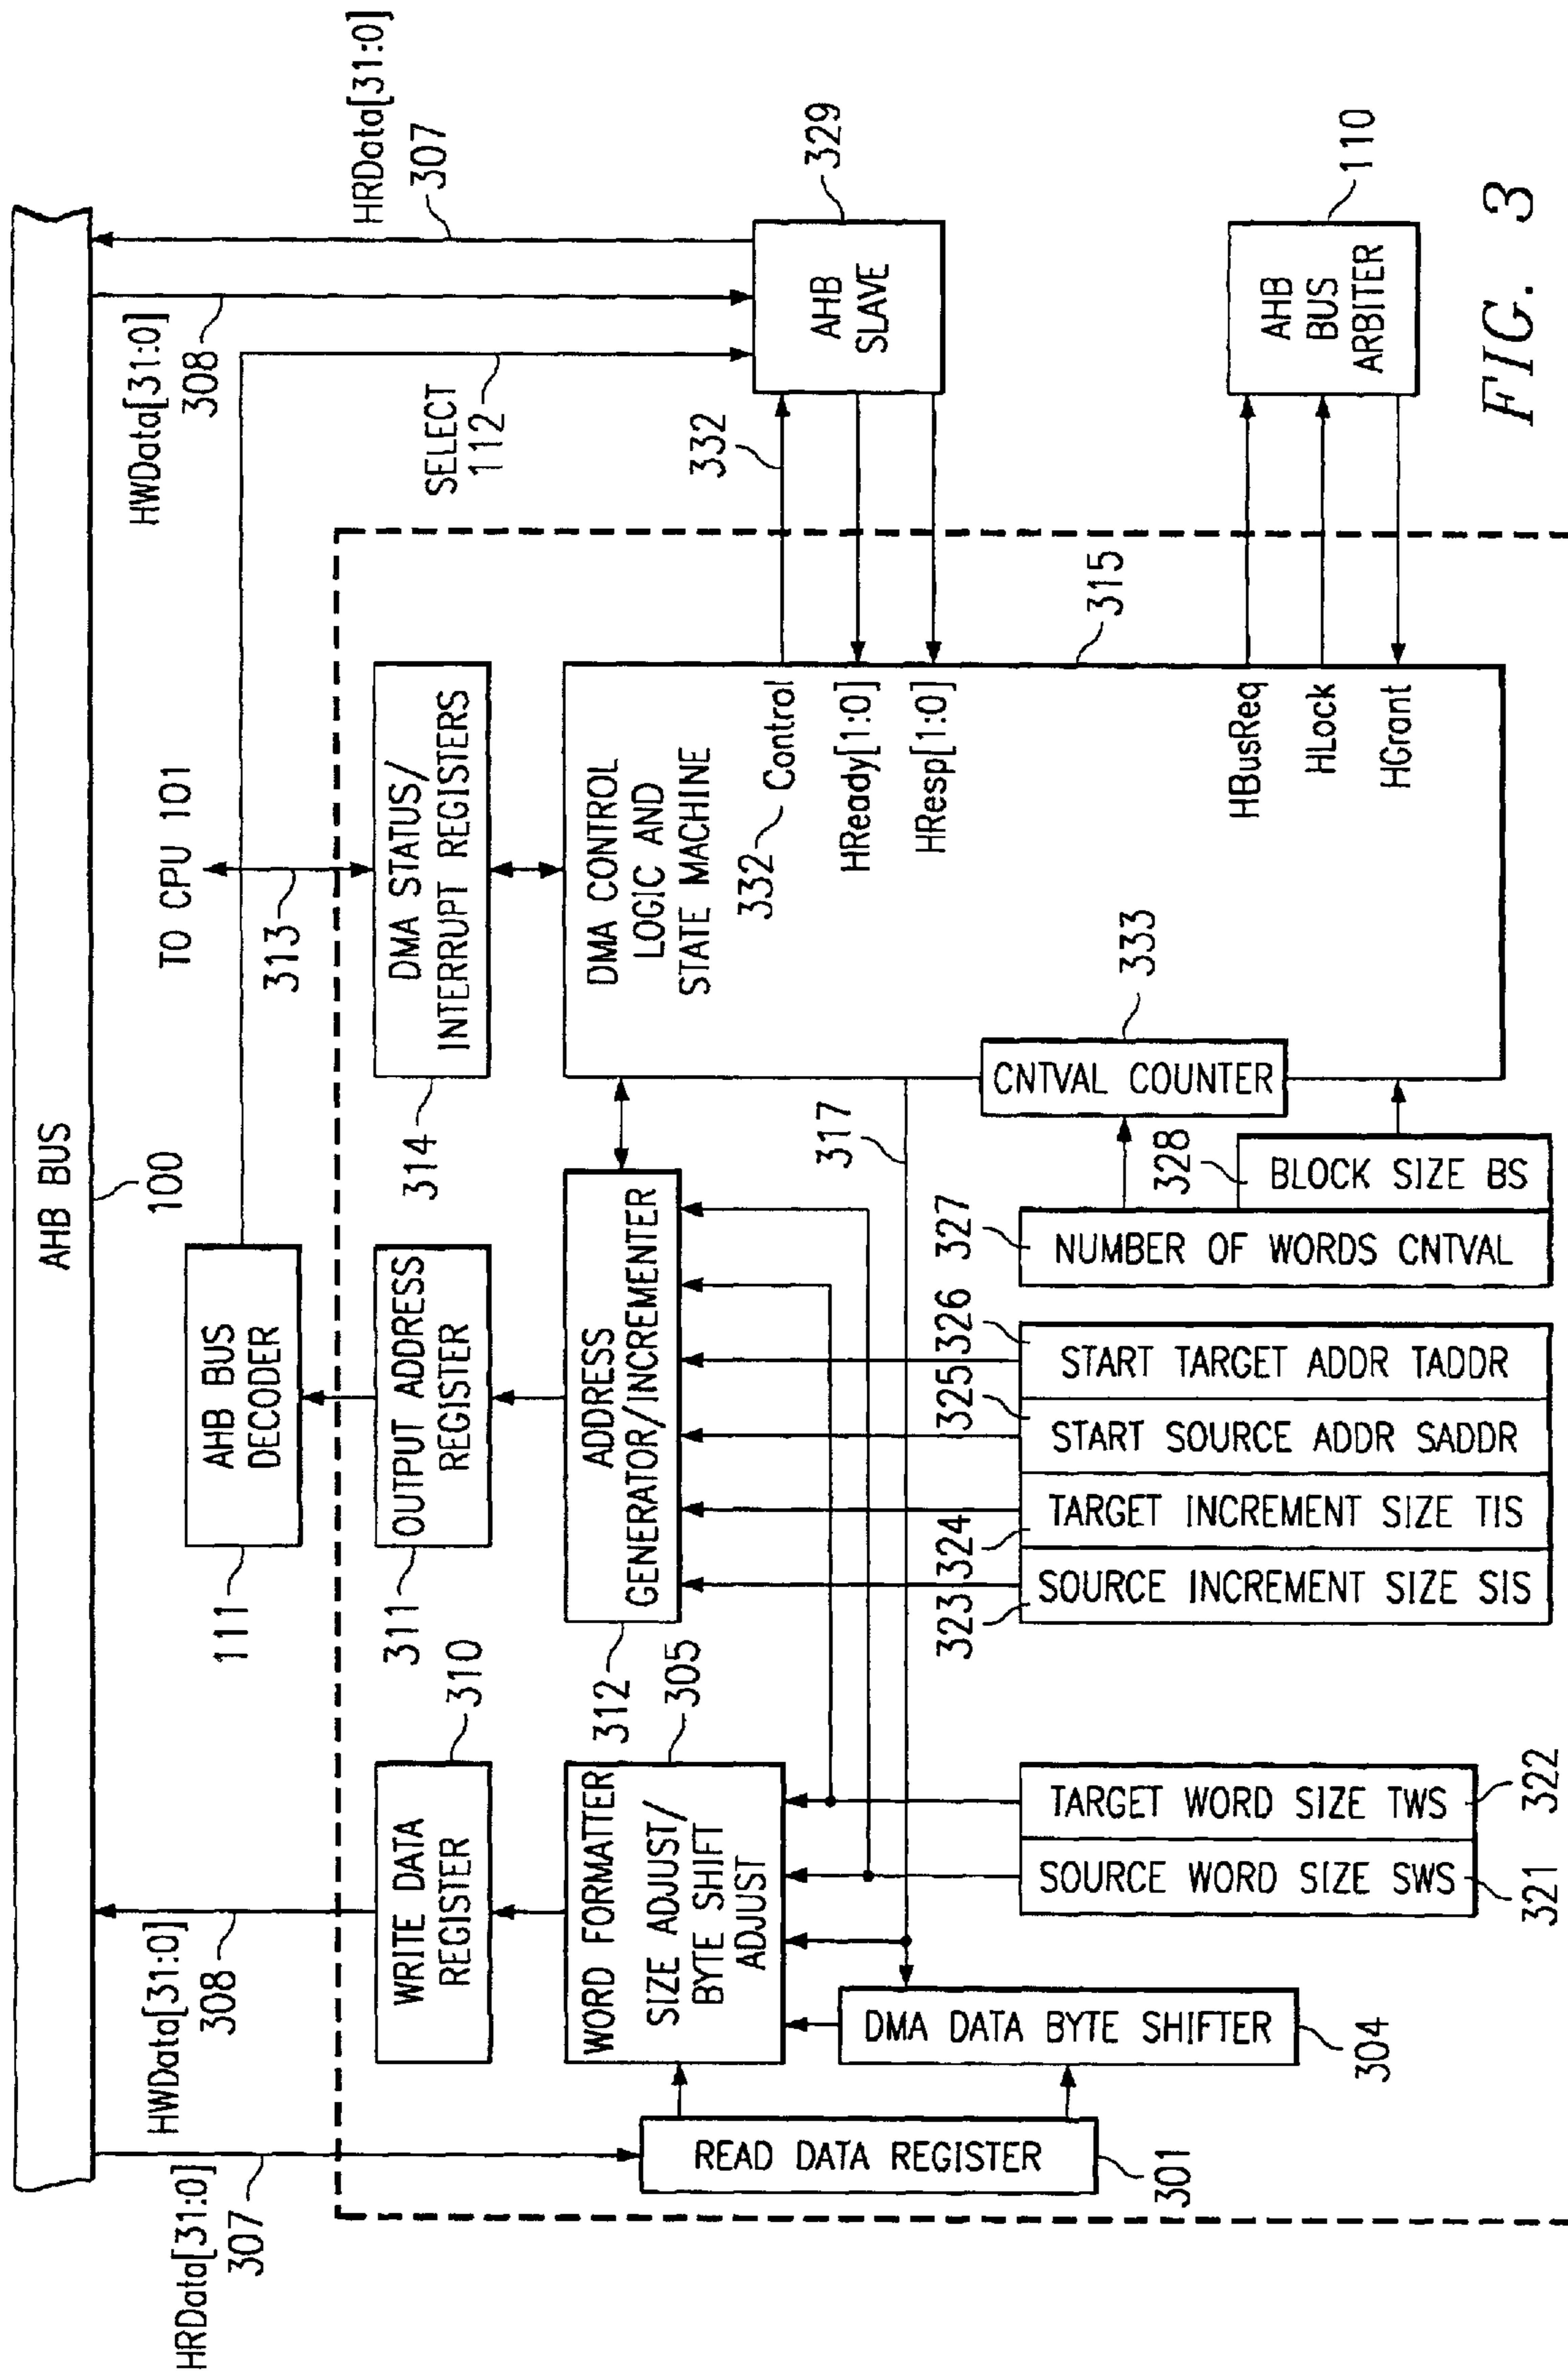 AHB BUS
100
HRData[31:0]
307
HWData[31:0]
308
111
AHB BUS
DECODER
TO CPU 101
313
HWData[31:0]
308
SELECT
112
HRData[31:0]
307
WRITE DATA
REGISTER
310
311
OUTPUT ADDRESS
REGISTER
314
DMA STATUS/
INTERRUPT REGISTERS
WORD FORMATTER
SIZE ADJUST/
BYTE SHIFT
ADJUST
305
312
ADDRESS
GENERATOR/INCREMENTER
DMA CONTROL
LOGIC AND
STATE MACHINE
332
Control
HReady[1:0]
HResp[1:0]
315
HBusReq
HLock
HGrant
332
AHB
SLAVE
329
AHB
BUS
ARBITER
110
READ DATA REGISTER
301
DMA DATA BYTE SHIFTER
304
317
CNTVAL COUNTER
333
TARGET WORD SIZE TWS
322
SOURCE WORD SIZE SWS
321
326
START TARGET ADDR TADDR
325
START SOURCE ADDR SADDR
324
TARGET INCREMENT SIZE TIS
323
SOURCE INCREMENT SIZE SIS
328
BLOCK SIZE BS
327
NUMBER OF WORDS CNTVAL
FIG. 3